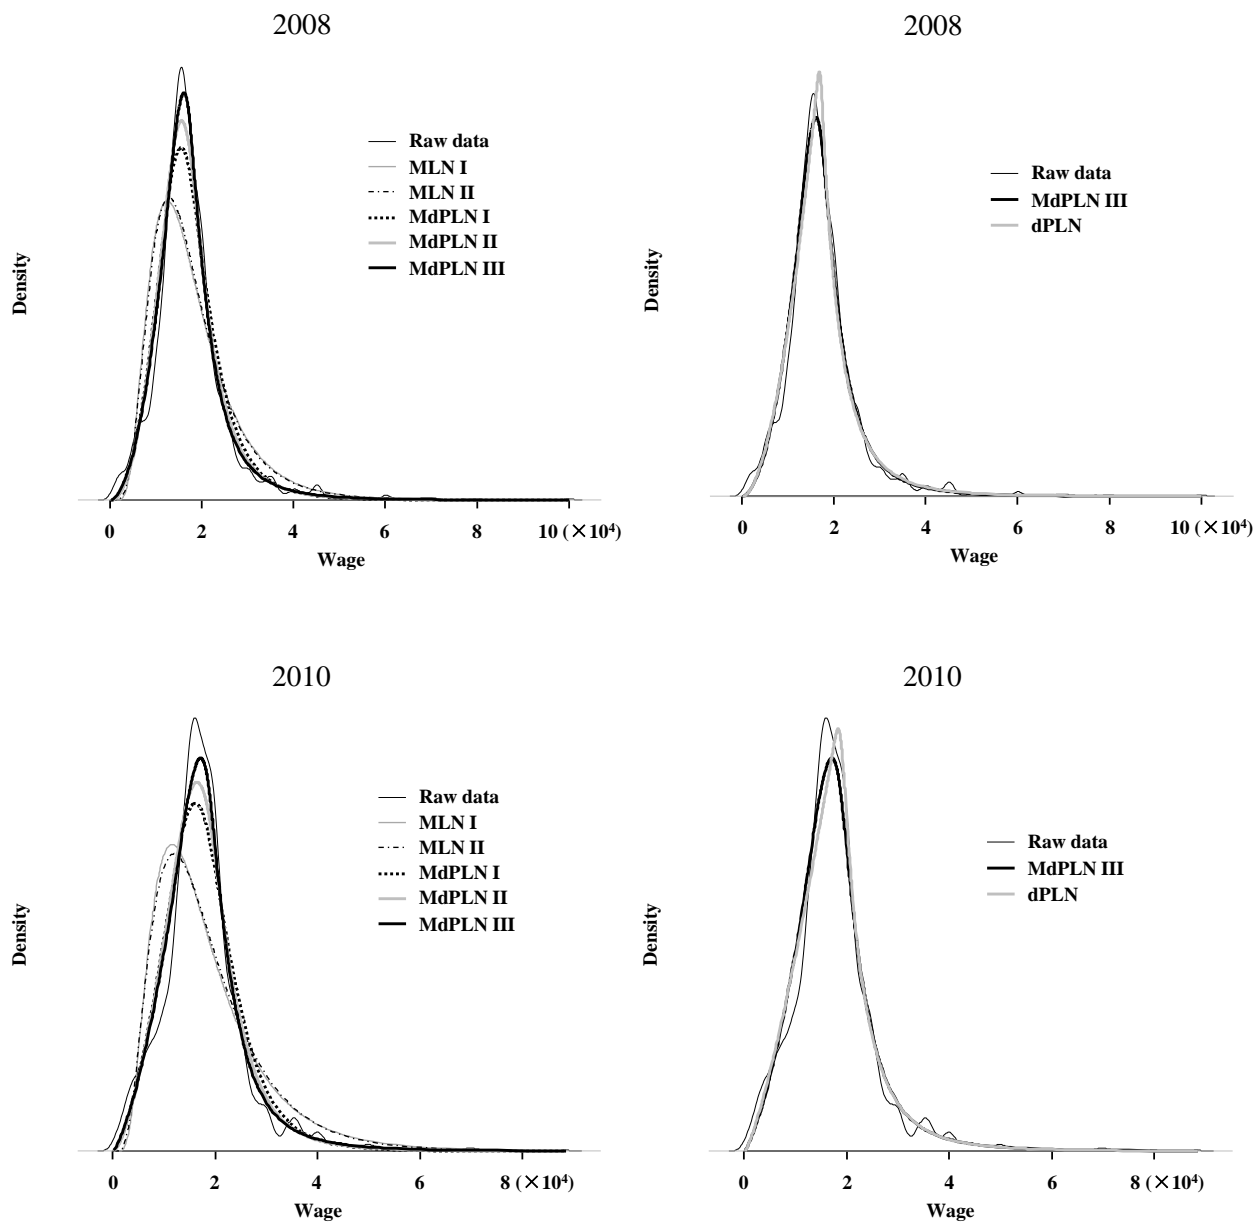 2008
Density
Raw data
MLN I
MLN II
MdPLN I
MdPLN II
MdPLN III
0 2 4 6 8 10 (×10⁴)
Wage
2008
Density
Raw data
MdPLN III
dPLN
0 2 4 6 8 10 (×10⁴)
Wage
2010
Density
Raw data
MLN I
MLN II
MdPLN I
MdPLN II
MdPLN III
0 2 4 6 8 (×10⁴)
Wage
2010
Density
Raw data
MdPLN III
dPLN
0 2 4 6 8 (×10⁴)
Wage